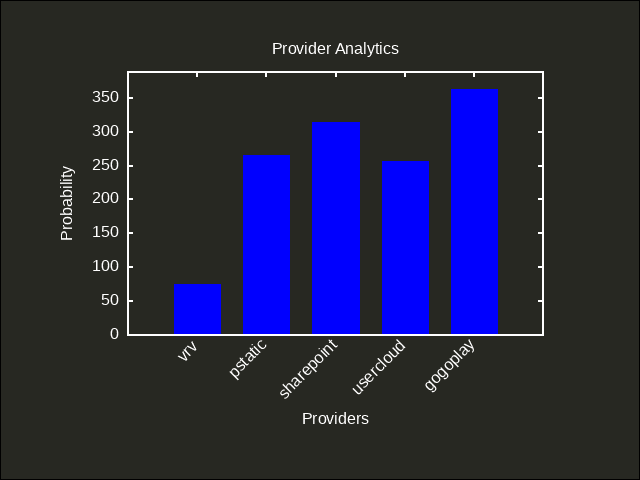 Provider Analytics
Probability
350
300
250
200
150
100
50
0
vrv
pstatic
sharepoint
usercloud
gogoplay
Providers